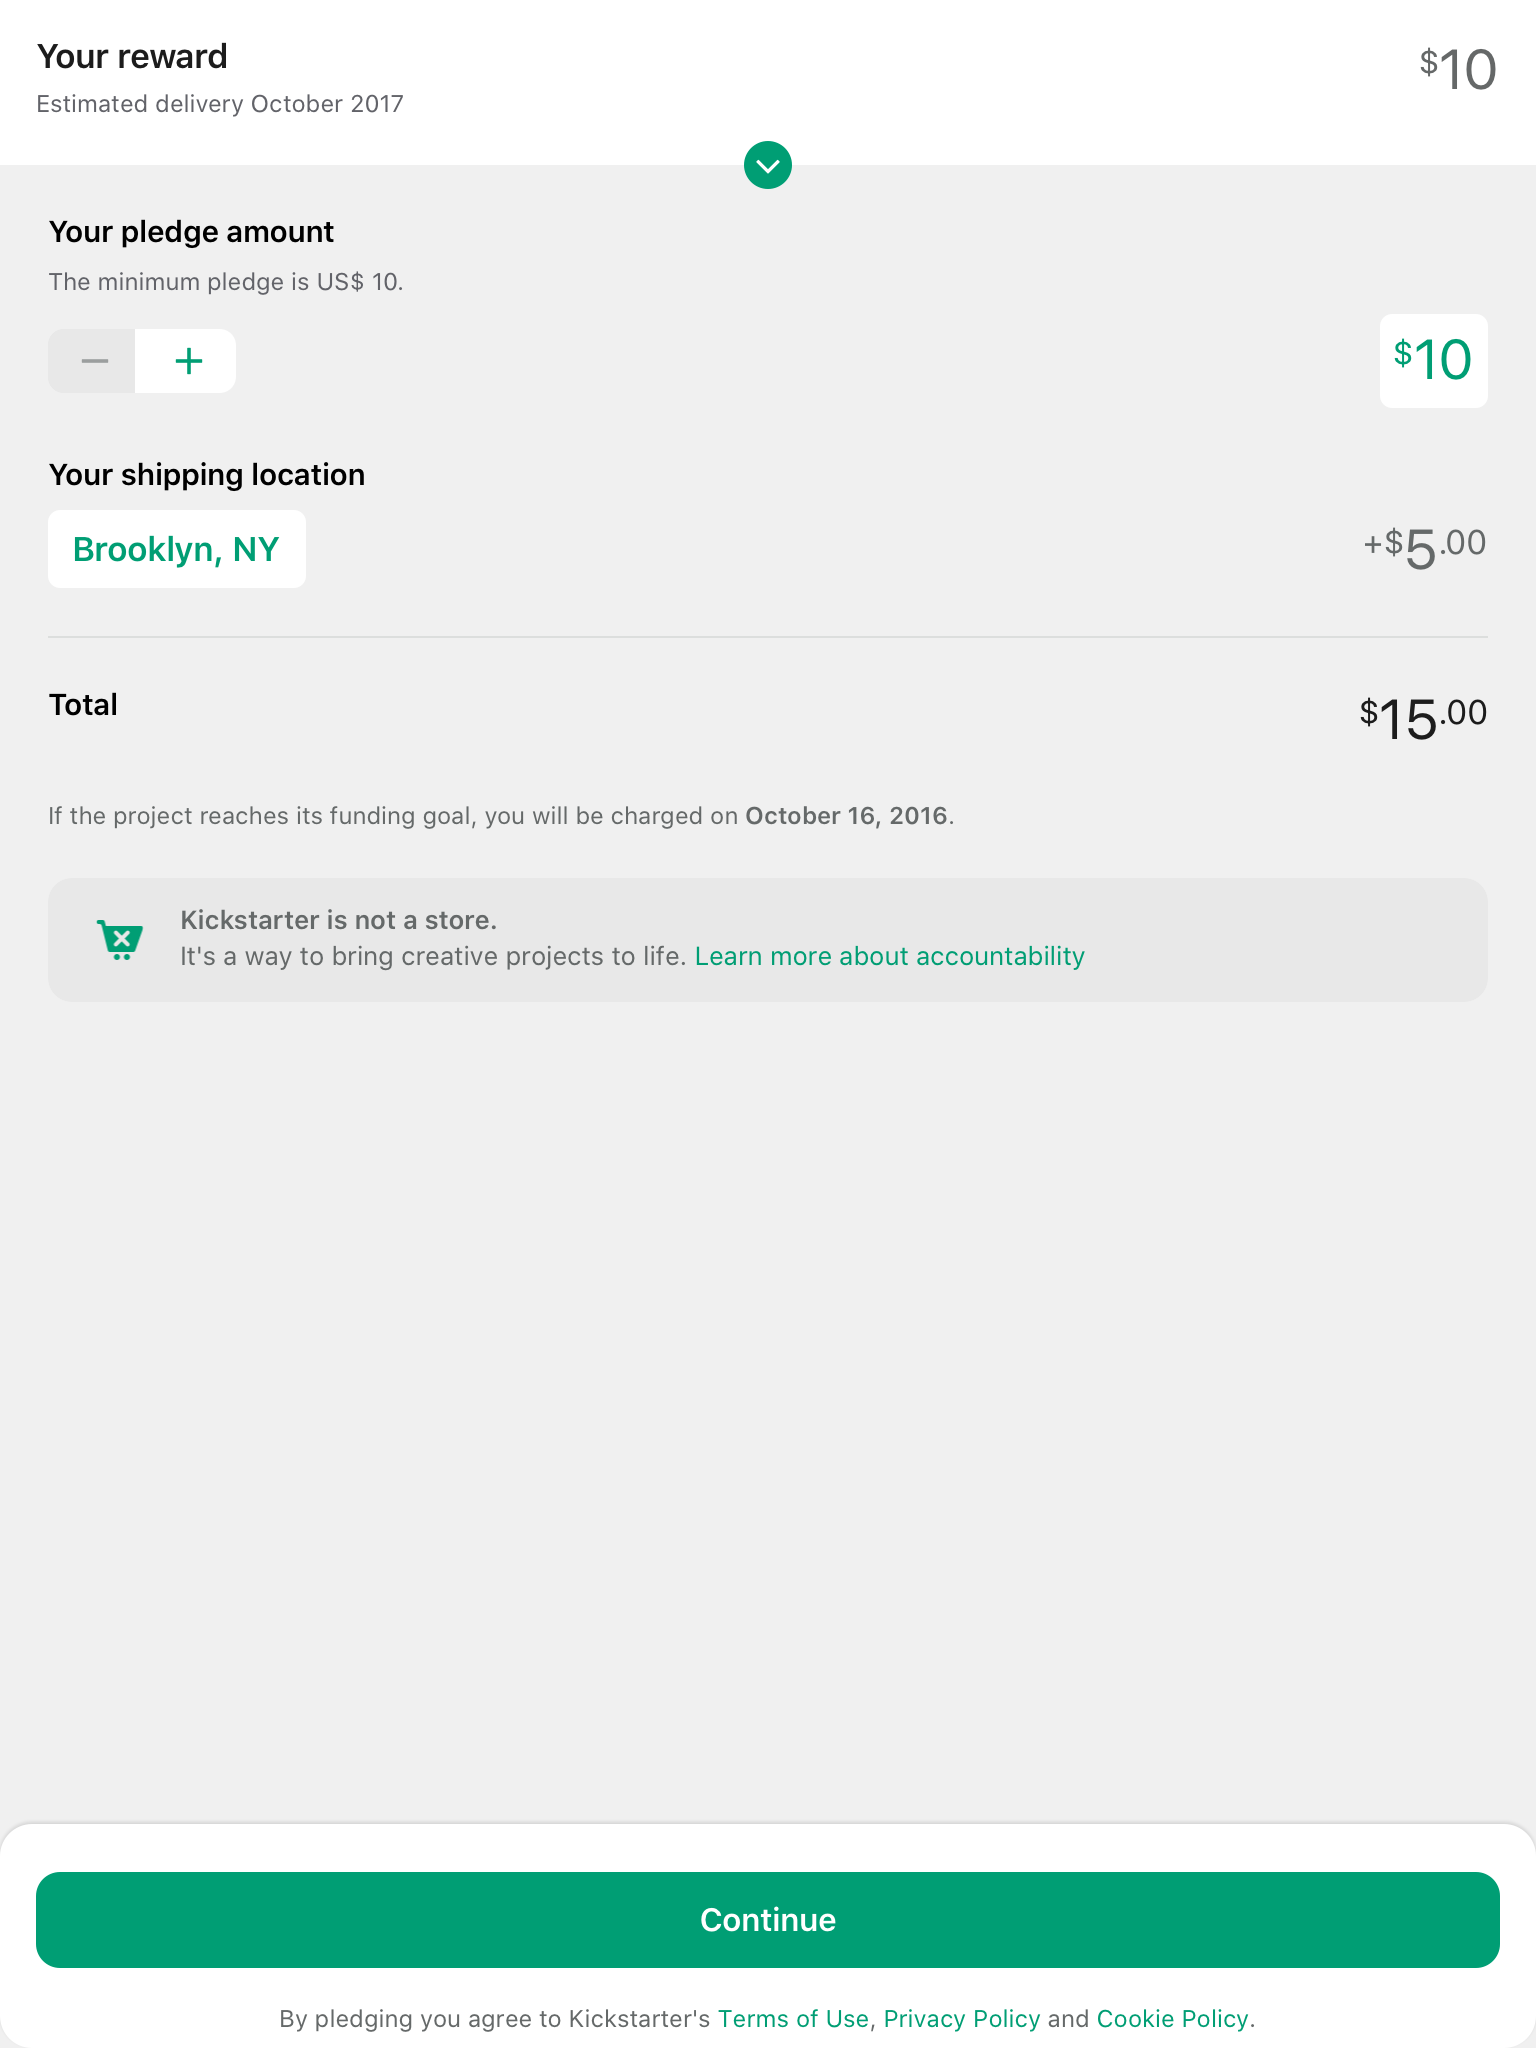 Your reward
$10
Estimated delivery October 2017
Your pledge amount
The minimum pledge is US$ 10.
$10
Your shipping location
Brooklyn, NY
+$5.00
Total
$15.00
If the project reaches its funding goal, you will be charged on October 16, 2016.
Kickstarter is not a store.
It's a way to bring creative projects to life. Learn more about accountability
Continue
By pledging you agree to Kickstarter's Terms of Use, Privacy Policy and Cookie Policy.